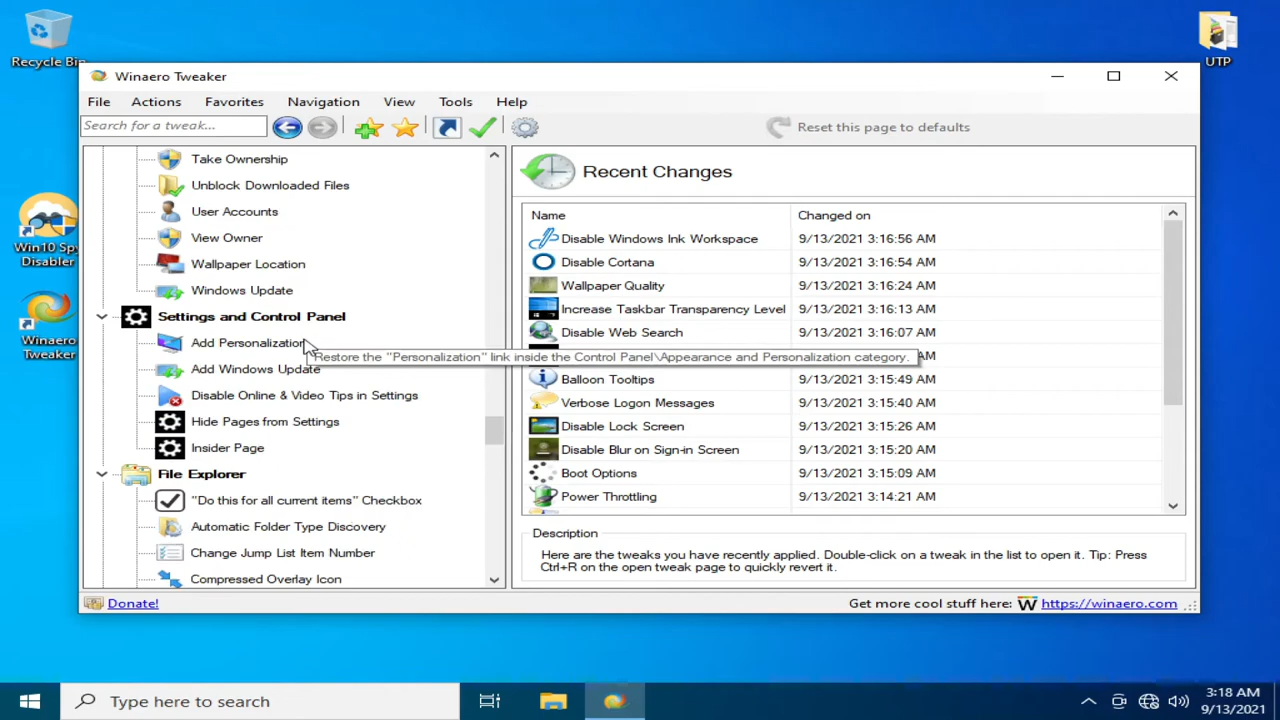 Recycle Bin
UTP
Win10 Spy
Disabler
Winaero
Tweaker
Winaero Tweaker
File Actions Favorites Navigation View Tools Help
Search for a tweak...
Reset this page to defaults
Take Ownership
Unblock Downloaded Files
User Accounts
View Owner
Wallpaper Location
Windows Update
Settings and Control Panel
Add Personalization
Restore the "Personalization" link inside the Control Panel\Appearance and Personalization category.
Add Windows Update
Disable Online & Video Tips in Settings
Hide Pages from Settings
Insider Page
File Explorer
"Do this for all current items" Checkbox
Automatic Folder Type Discovery
Change Jump List Item Number
Compressed Overlay Icon
Recent Changes
Name Changed on
Disable Windows Ink Workspace 9/13/2021 3:16:56 AM
Disable Cortana 9/13/2021 3:16:54 AM
Wallpaper Quality 9/13/2021 3:16:24 AM
Increase Taskbar Transparency Level 9/13/2021 3:16:13 AM
Disable Web Search 9/13/2021 3:16:07 AM
AM
Balloon Tooltips 9/13/2021 3:15:49 AM
Verbose Logon Messages 9/13/2021 3:15:40 AM
Disable Lock Screen 9/13/2021 3:15:26 AM
Disable Blur on Sign-in Screen 9/13/2021 3:15:20 AM
Boot Options 9/13/2021 3:15:09 AM
Power Throttling 9/13/2021 3:14:21 AM
Description
Here are the tweaks you have recently applied. Double-click on a tweak in the list to open it. Tip: Press
Ctrl+R on the open tweak page to quickly revert it.
Donate!
Get more cool stuff here: W https://winaero.com
Type here to search
3:18 AM
9/13/2021